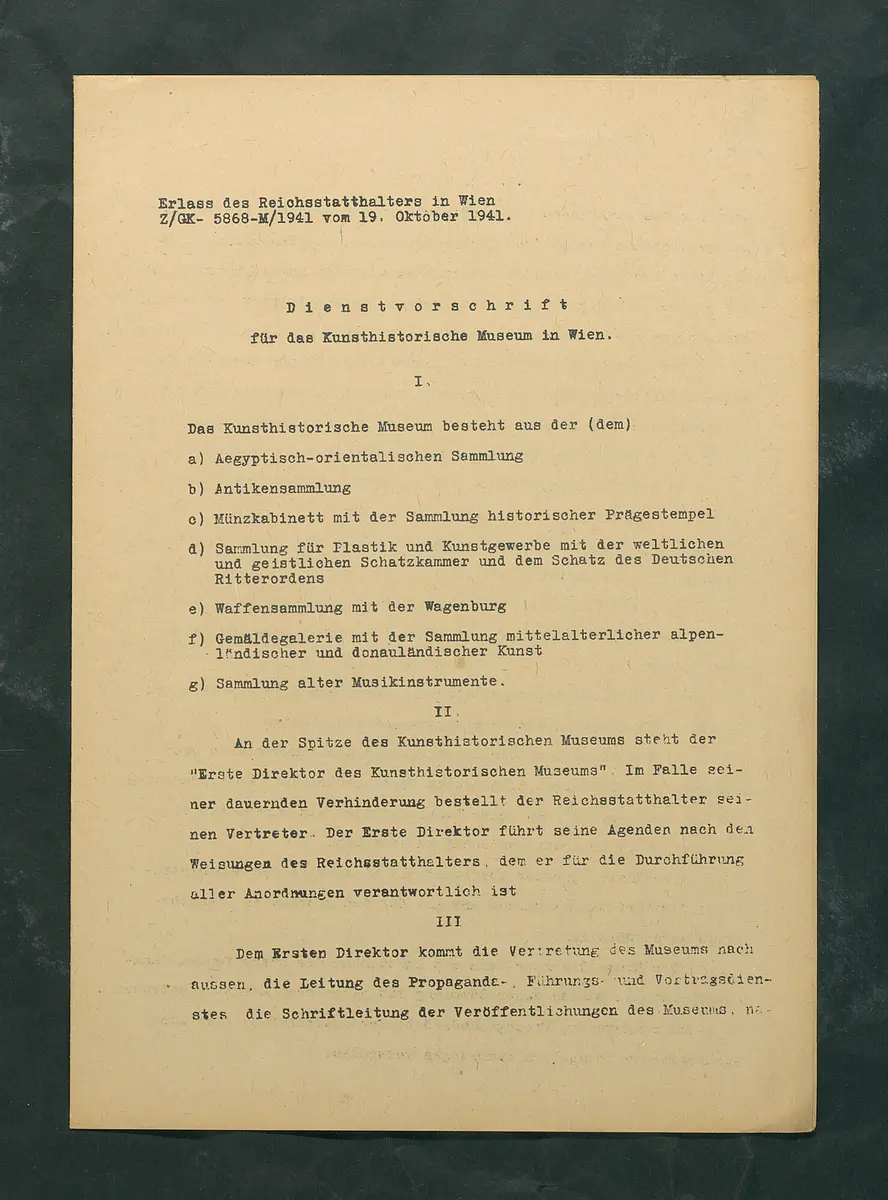 Erlass des Reichsstatthalters in Wien
Z/GK- 5868-M/1941 vom 19. Oktober 1941.
Dienstvorschrift
für das Kunsthistorische Museum in Wien.
I.
Das Kunsthistorische Museum besteht aus der (dem)
a) Aegyptisch-orientalischen Sammlung
b) Antikensammlung
c) Münzkabinett mit der Sammlung historischer Prägestempel
d) Sammlung für Plastik und Kunstgewerbe mit der weltlichen
und geistlichen Schatzkammer und dem Schatz des Deutschen
Ritterordens
e) Waffensammlung mit der Wagenburg
f) Gemäldegalerie mit der Sammlung mittelalterlicher alpen-
ländischer und donauländischer Kunst
g) Sammlung alter Musikinstrumente.
II.
An der Spitze des Kunsthistorischen Museums steht der
"Erste Direktor des Kunsthistorischen Museums". Im Falle sei-
ner dauernden Verhinderung bestellt der Reichsstatthalter sei-
nen Vertreter. Der Erste Direktor führt seine Agenden nach den
Weisungen des Reichsstatthalters, dem er für die Durchführung
aller Anordnungen verantwortlich ist
III
Dem Ersten Direktor kommt die Vertretung des Museums nach
aussen, die Leitung des Propaganda-, Führungs- und Vortragsdien-
stes die Schriftleitung der Veröffentlichungen des Museums, na-